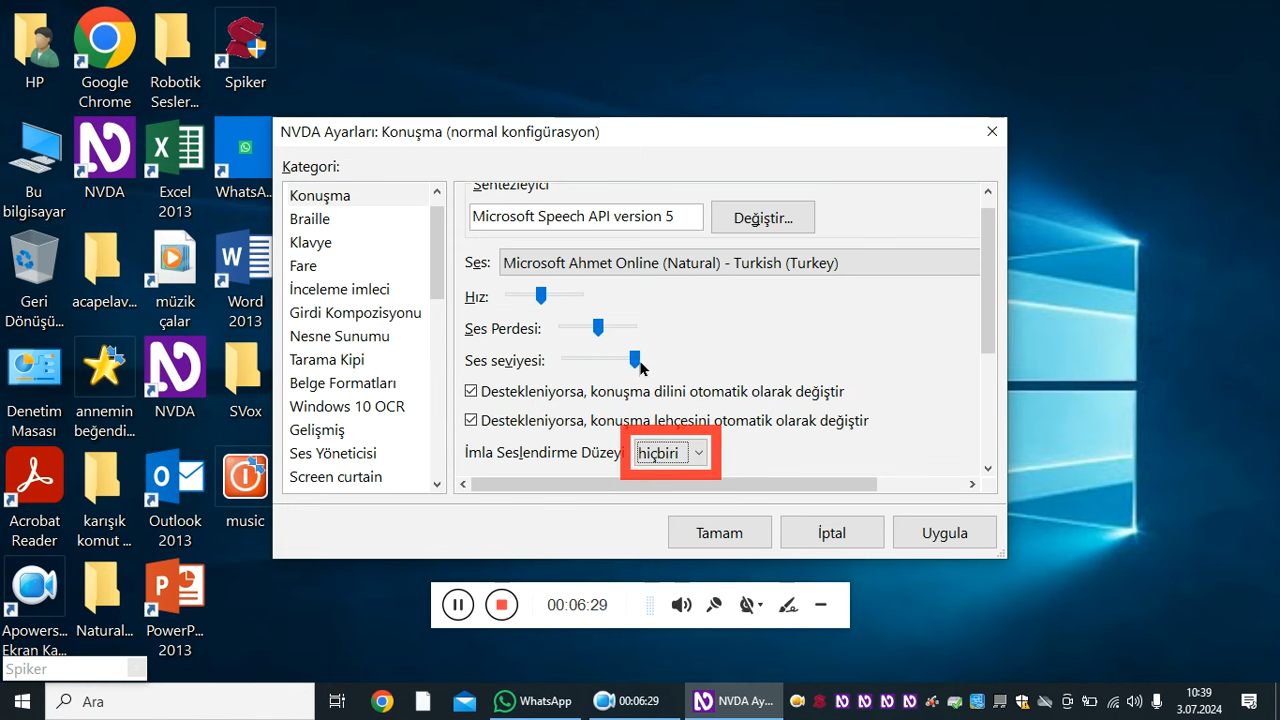 HP
Google
Chrome
Robotik
Sesler...
Spiker
Bu
bilgisayar
NVDA
Excel
2013
WhatsA...
Geri
Dönüşü...
acapelav...
müzik
çalar
Word
2013
Denetim
Masası
annemin
beğendi...
NVDA
SVox
Acrobat
Reader
karışık
komut ...
Outlook
2013
music
Apowers...
Ekran Ka...
Natural...
PowerP...
2013
NVDA Ayarları: Konuşma (normal konfigürasyon)
Kategori:
Konuşma
Braille
Klavye
Fare
İnceleme imleci
Girdi Kompozisyonu
Nesne Sunumu
Tarama Kipi
Belge Formatları
Windows 10 OCR
Gelişmiş
Ses Yöneticisi
Screen curtain
Sentezleyici
Microsoft Speech API version 5
Değiştir...
Ses:
Microsoft Ahmet Online (Natural) - Turkish (Turkey)
Hız:
Ses Perdesi:
Ses seviyesi:
Destekleniyorsa, konuşma dilini otomatik olarak değiştir
Destekleniyorsa, konuşma lehçesini otomatik olarak değiştir
İmla Seslendirme Düzeyi
hiçbiri
Tamam
İptal
Uygula
00:06:29
Spiker
Ara
WhatsApp
00:06:29
NVDA Ay...
10:39
3.07.2024